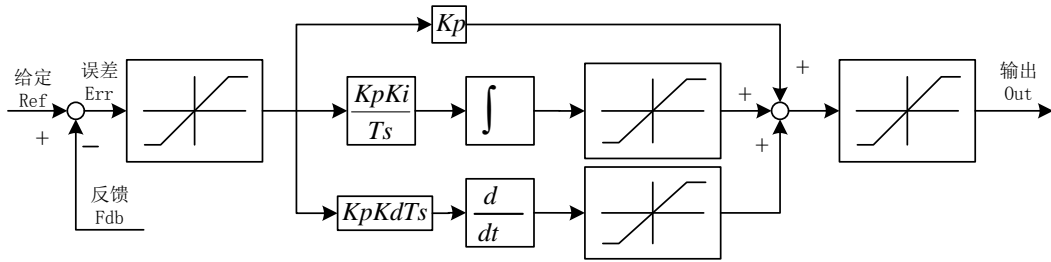 给定
Ref
+
−
误差
Err
反馈
Fdb
Kp
KpKi
Ts
∫
KpKdTs
d
dt
+
+
+
输出
Out